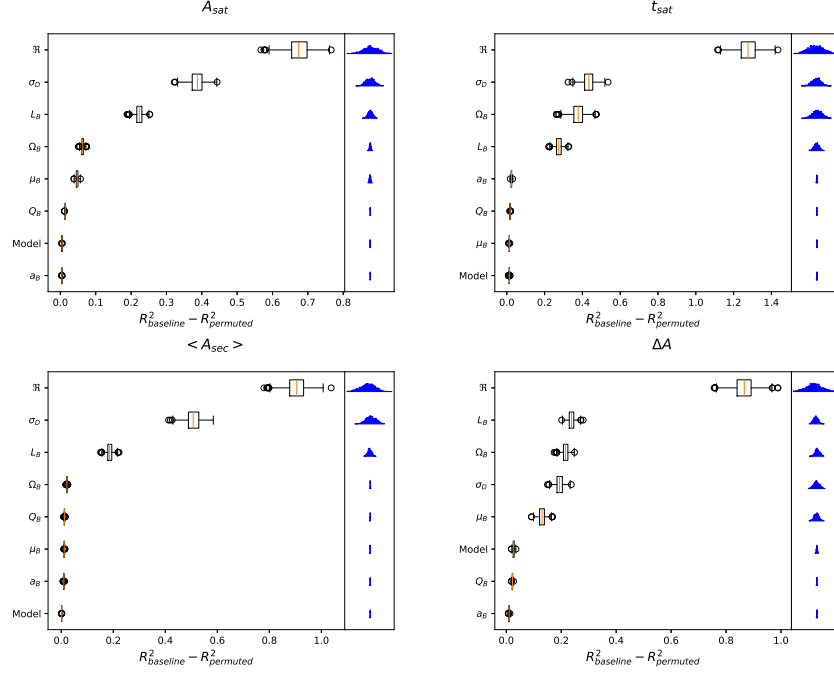 A_sat
ℜ
σ_D
L_B
Ω_B
μ_B
Q_B
Model
a_B
0.0 0.1 0.2 0.3 0.4 0.5 0.6 0.7 0.8
R²_baseline − R²_permuted
t_sat
ℜ
σ_D
Ω_B
L_B
a_B
Q_B
μ_B
Model
0.0 0.2 0.4 0.6 0.8 1.0 1.2 1.4
R²_baseline − R²_permuted
< A_sec >
ℜ
σ_D
L_B
Ω_B
Q_B
μ_B
a_B
Model
0.0 0.2 0.4 0.6 0.8 1.0
R²_baseline − R²_permuted
ΔA
ℜ
L_B
Ω_B
σ_D
μ_B
Model
Q_B
a_B
0.0 0.2 0.4 0.6 0.8 1.0
R²_baseline − R²_permuted